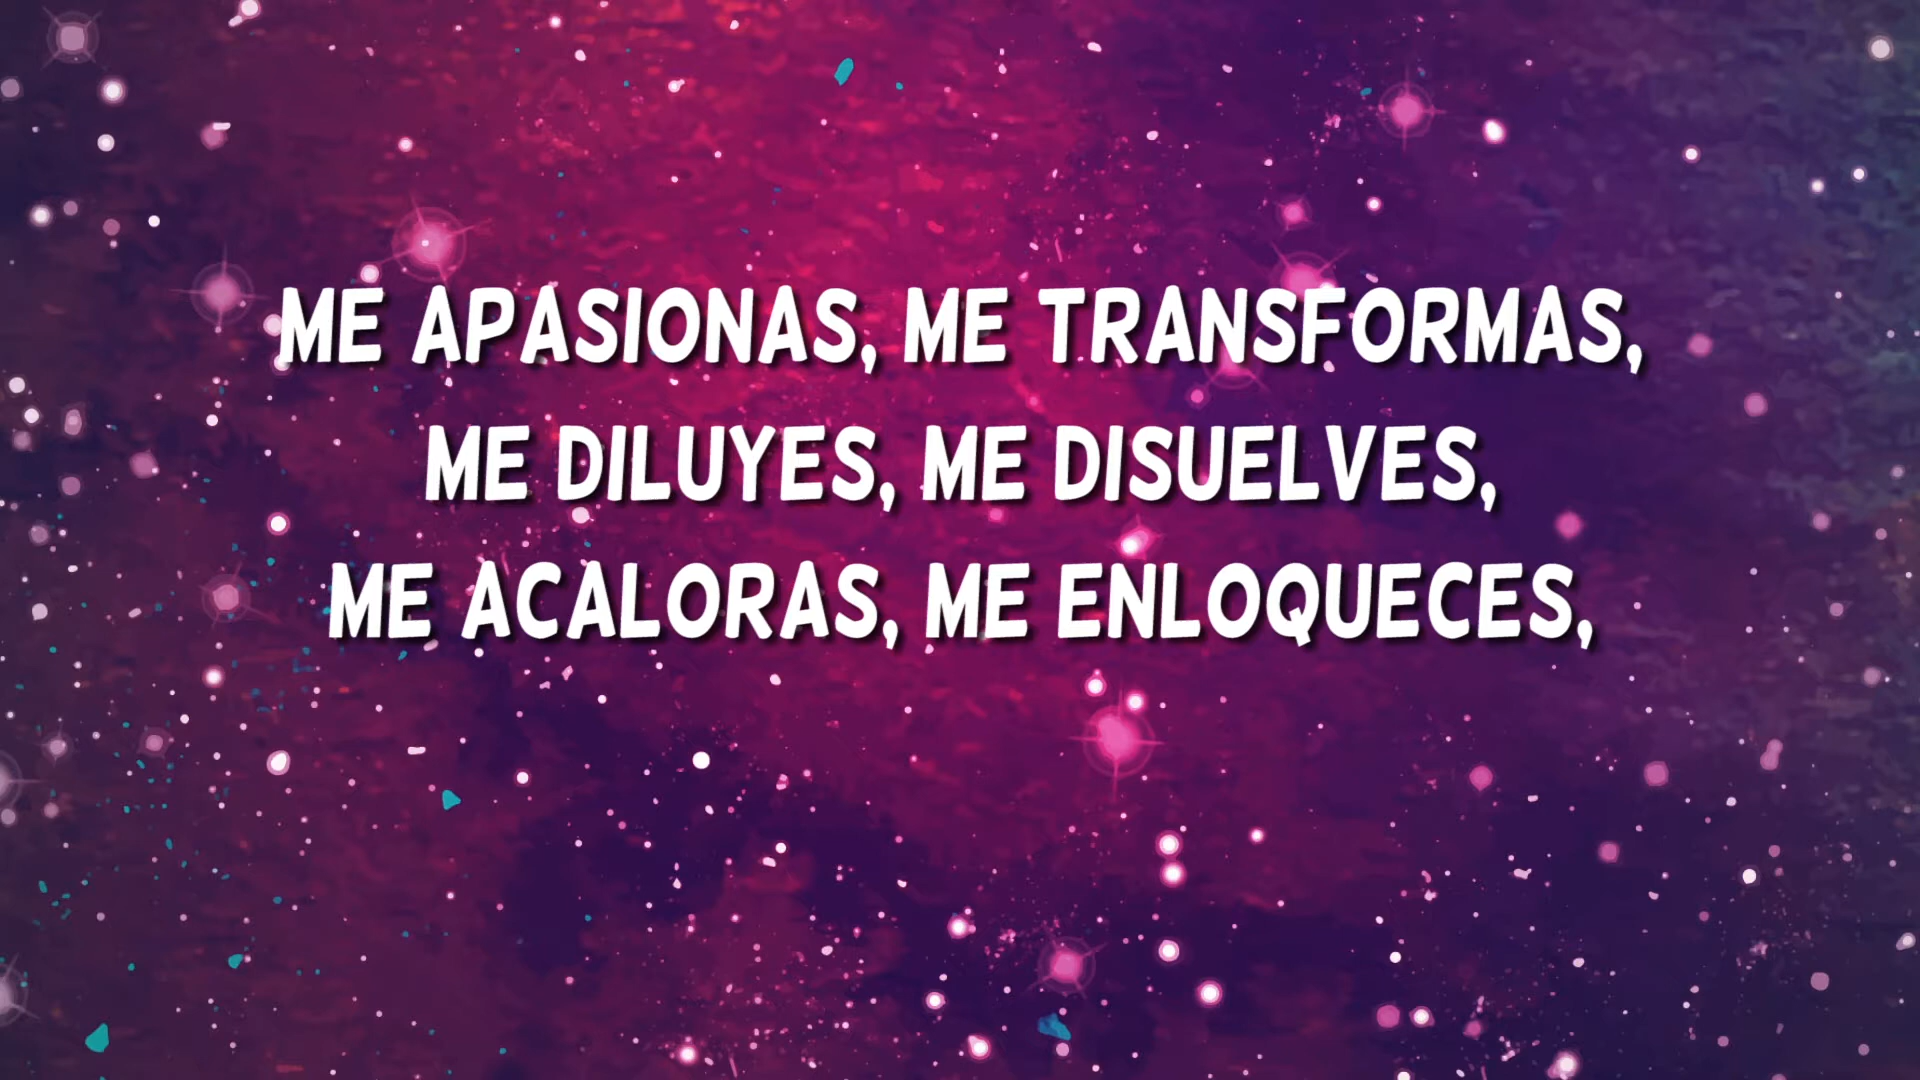 ME APASIONAS, ME TRANSFORMAS,
ME DILUYES, ME DISUELVES,
ME ACALORAS, ME ENLOQUECES,